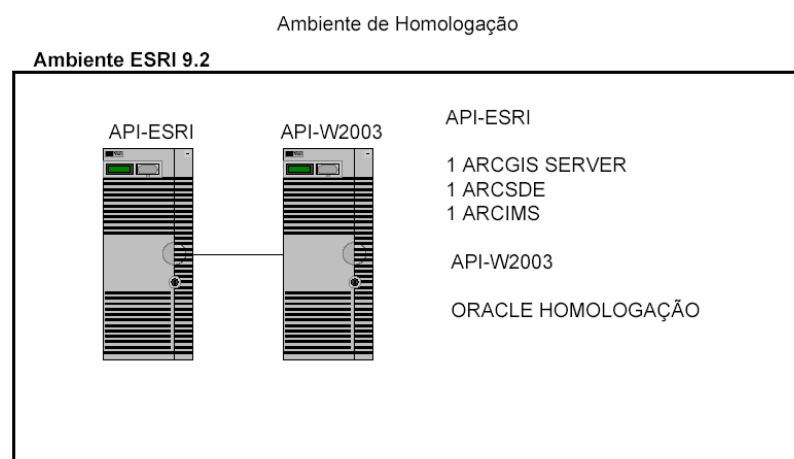 Ambiente de Homologação
Ambiente ESRI 9.2
API-ESRI
API-W2003
API-ESRI
1 ARCGIS SERVER
1 ARCSDE
1 ARCIMS
API-W2003
ORACLE HOMOLOGAÇÃO